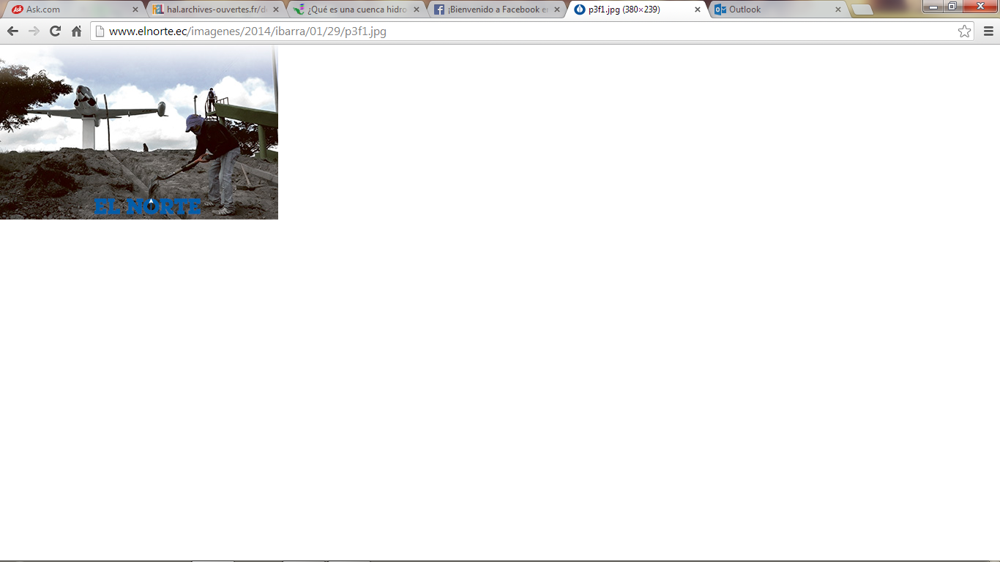 Ask.com
hal.archives-ouvertes.fr/d
¿Qué es una cuenca hidro
¡Bienvenido a Facebook e
p3f1.jpg (380×239)
Outlook
www.elnorte.ec/imagenes/2014/ibarra/01/29/p3f1.jpg
EL NORTE